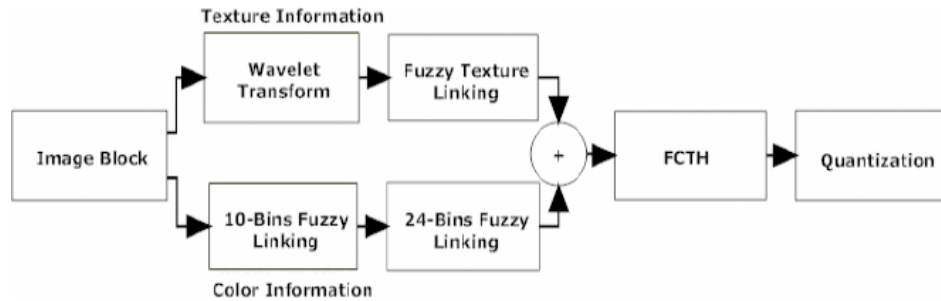 Texture Information
Wavelet
Transform
Fuzzy Texture
Linking
Image Block
+
FCTH
Quantization
10-Bins Fuzzy
Linking
24-Bins Fuzzy
Linking
Color Information